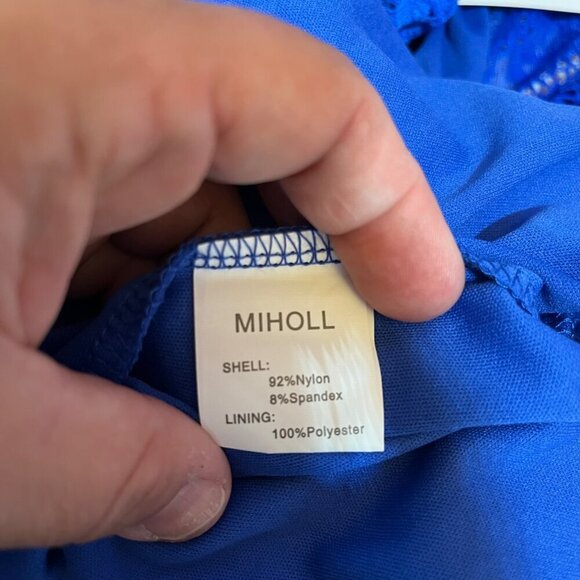 MIHOLL
SHELL:
92%Nylon
8%Spandex
LINING:
100%Polyester